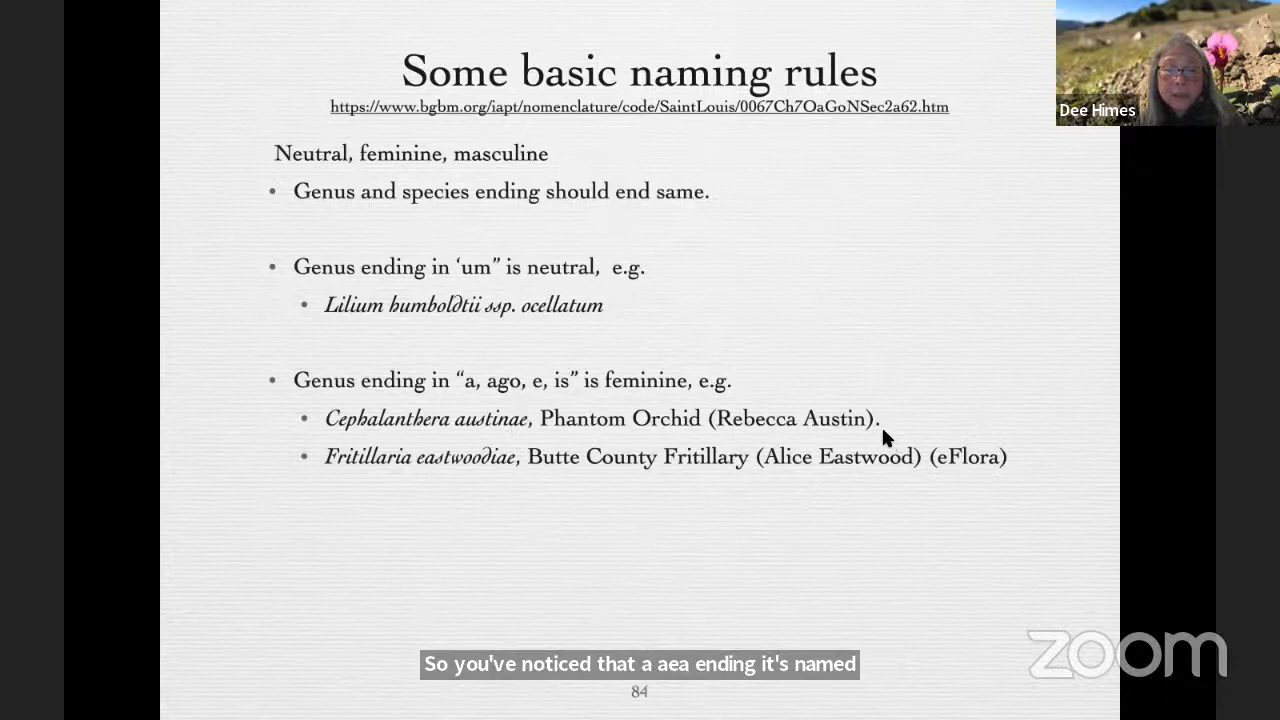 Some basic naming rules
https://www.bgbm.org/iapt/nomenclature/code/SaintLouis/0067Ch7OaGoNSec2a62.htm
Dee Himes
Neutral, feminine, masculine
• Genus and species ending should end same.
• Genus ending in ‘um” is neutral, e.g.
• Lilium humboldtii ssp. ocellatum
• Genus ending in “a, ago, e, is” is feminine, e.g.
• Cephalanthera austinae, Phantom Orchid (Rebecca Austin).
• Fritillaria eastwoodiae, Butte County Fritillary (Alice Eastwood) (eFlora)
So you've noticed that a aea ending it's named
zoom
84